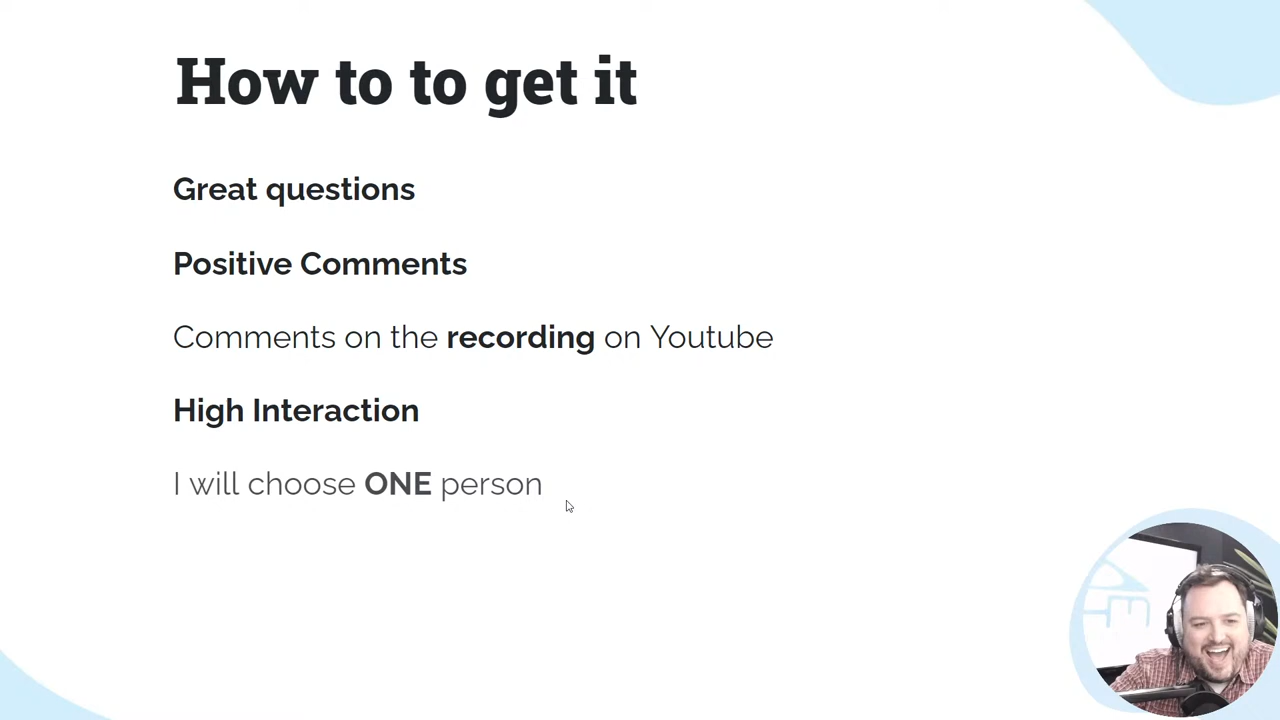 How to to get it
Great questions
Positive Comments
Comments on the recording on Youtube
High Interaction
I will choose ONE person